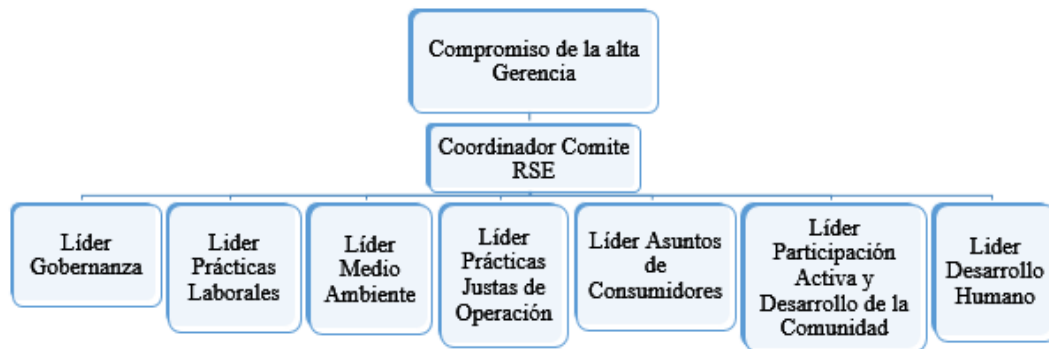 Compromiso de la alta
Gerencia
Coordinador Comite
RSE
Líder
Gobernanza
Lider
Prácticas
Laborales
Líder
Medio
Ambiente
Líder
Prácticas
Justas de
Operación
Líder Asuntos
de
Consumidores
Líder
Participación
Activa y
Desarrollo de la
Comunidad
Lider
Desarrollo
Humano